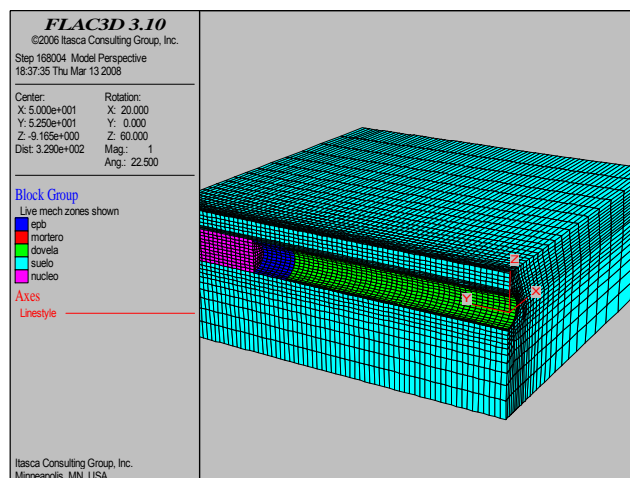 FLAC3D 3.10
©2006 Itasca Consulting Group, Inc.
Step 168004 Model Perspective
18:37:35 Thu Mar 13 2008
Center:
X: 5.000e+001
Y: 5.250e+001
Z: -9.165e+000
Dist: 3.290e+002
Rotation:
X: 20.000
Y: 0.000
Z: 60.000
Mag.: 1
Ang.: 22.500
Block Group
Live mech zones shown
epb
mortero
dovela
suelo
nucleo
Axes
Linestyle
Z
X
Y
Itasca Consulting Group, Inc.
Minneapolis, MN USA